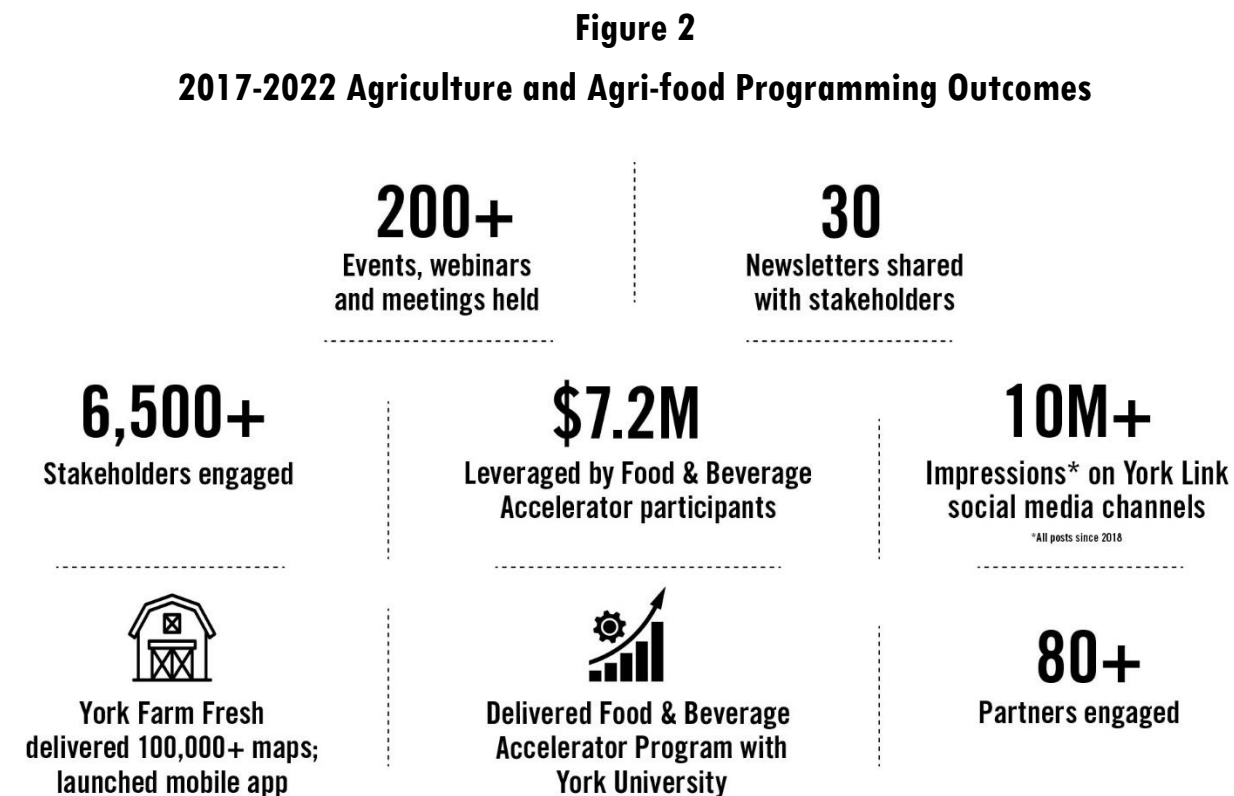 Figure 2
2017-2022 Agriculture and Agri-food Programming Outcomes
200+
Events, webinars
and meetings held
30
Newsletters shared
with stakeholders
6,500+
Stakeholders engaged
$7.2M
Leveraged by Food & Beverage
Accelerator participants
10M+
Impressions* on York Link
social media channels
*All posts since 2018
York Farm Fresh
delivered 100,000+ maps;
launched mobile app
Delivered Food & Beverage
Accelerator Program with
York University
80+
Partners engaged